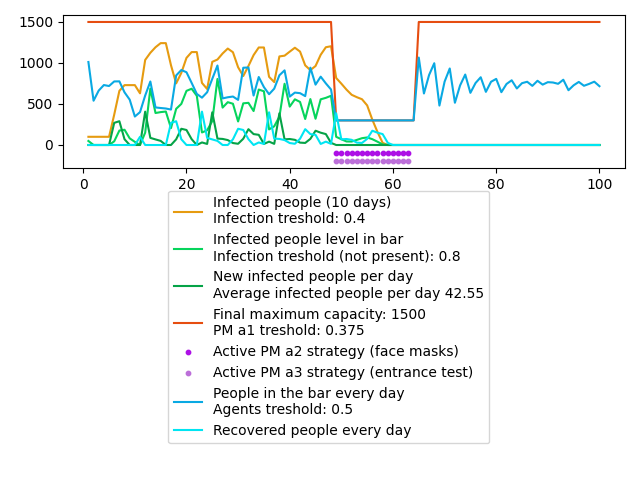 1500
1000
500
0
0
20
40
60
80
100
Infected people (10 days)
Infection treshold: 0.4
Infected people level in bar
Infection treshold (not present): 0.8
New infected people per day
Average infected people per day 42.55
Final maximum capacity: 1500
PM a1 treshold: 0.375
Active PM a2 strategy (face masks)
Active PM a3 strategy (entrance test)
People in the bar every day
Agents treshold: 0.5
Recovered people every day